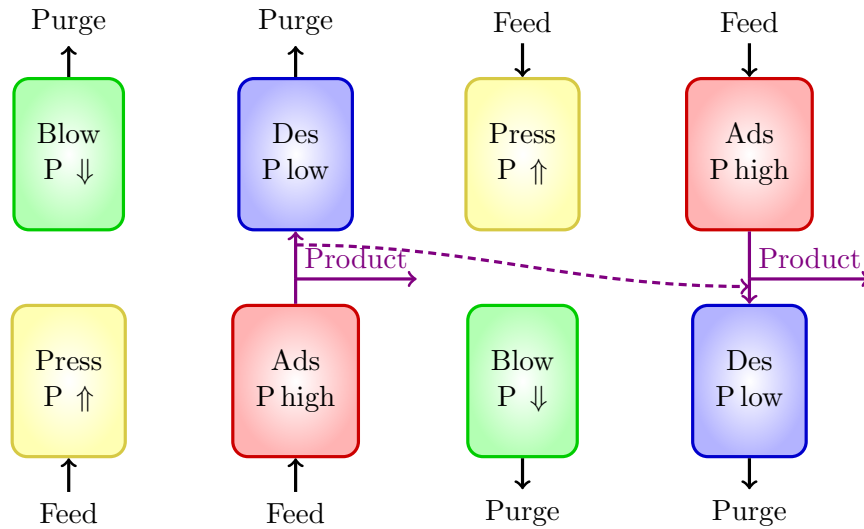 Purge
Purge
Feed
Feed
Blow
P ⇓
Des
P low
Press
P ⇑
Ads
P high
Product
Product
Press
P ⇑
Ads
P high
Blow
P ⇓
Des
P low
Feed
Feed
Purge
Purge